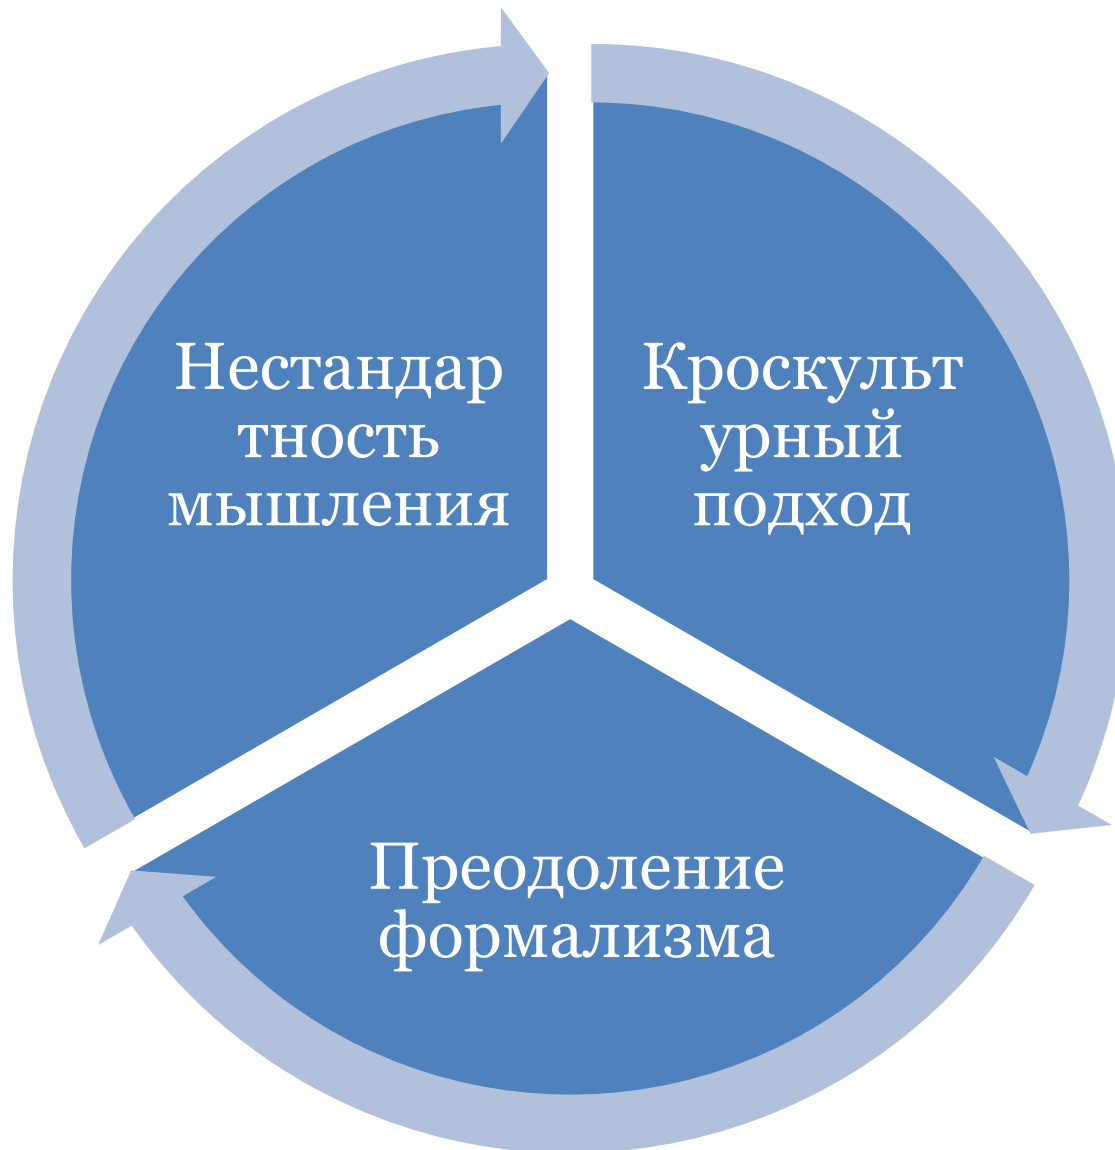 Нестандар
тность
мышления
Кроскульт
урный
подход
Преодоление
формализма